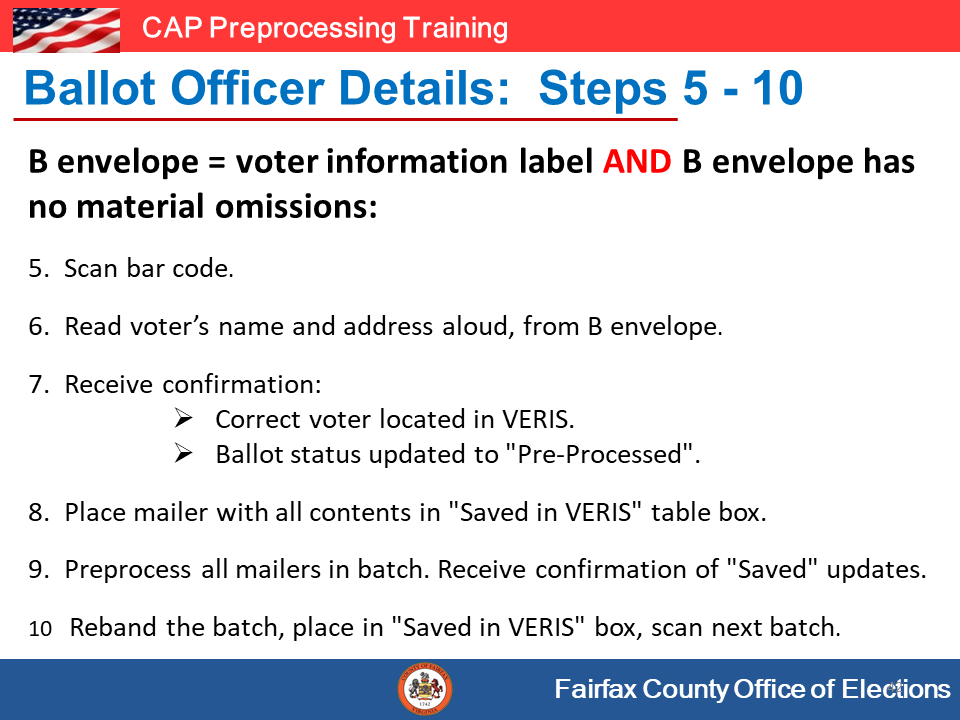 CAP Preprocessing Training
Ballot Officer Details:  Steps 5 - 10
B envelope = voter information label AND B envelope has
no material omissions:
5.  Scan bar code.
6.  Read voter’s name and address aloud, from B envelope.
7.  Receive confirmation:
➢ Correct voter located in VERIS.
➢ Ballot status updated to "Pre-Processed".
8.  Place mailer with all contents in "Saved in VERIS" table box.
9.  Preprocess all mailers in batch. Receive confirmation of "Saved" updates.
10  Reband the batch, place in "Saved in VERIS" box, scan next batch.
1742
Fairfax County Office of Elections